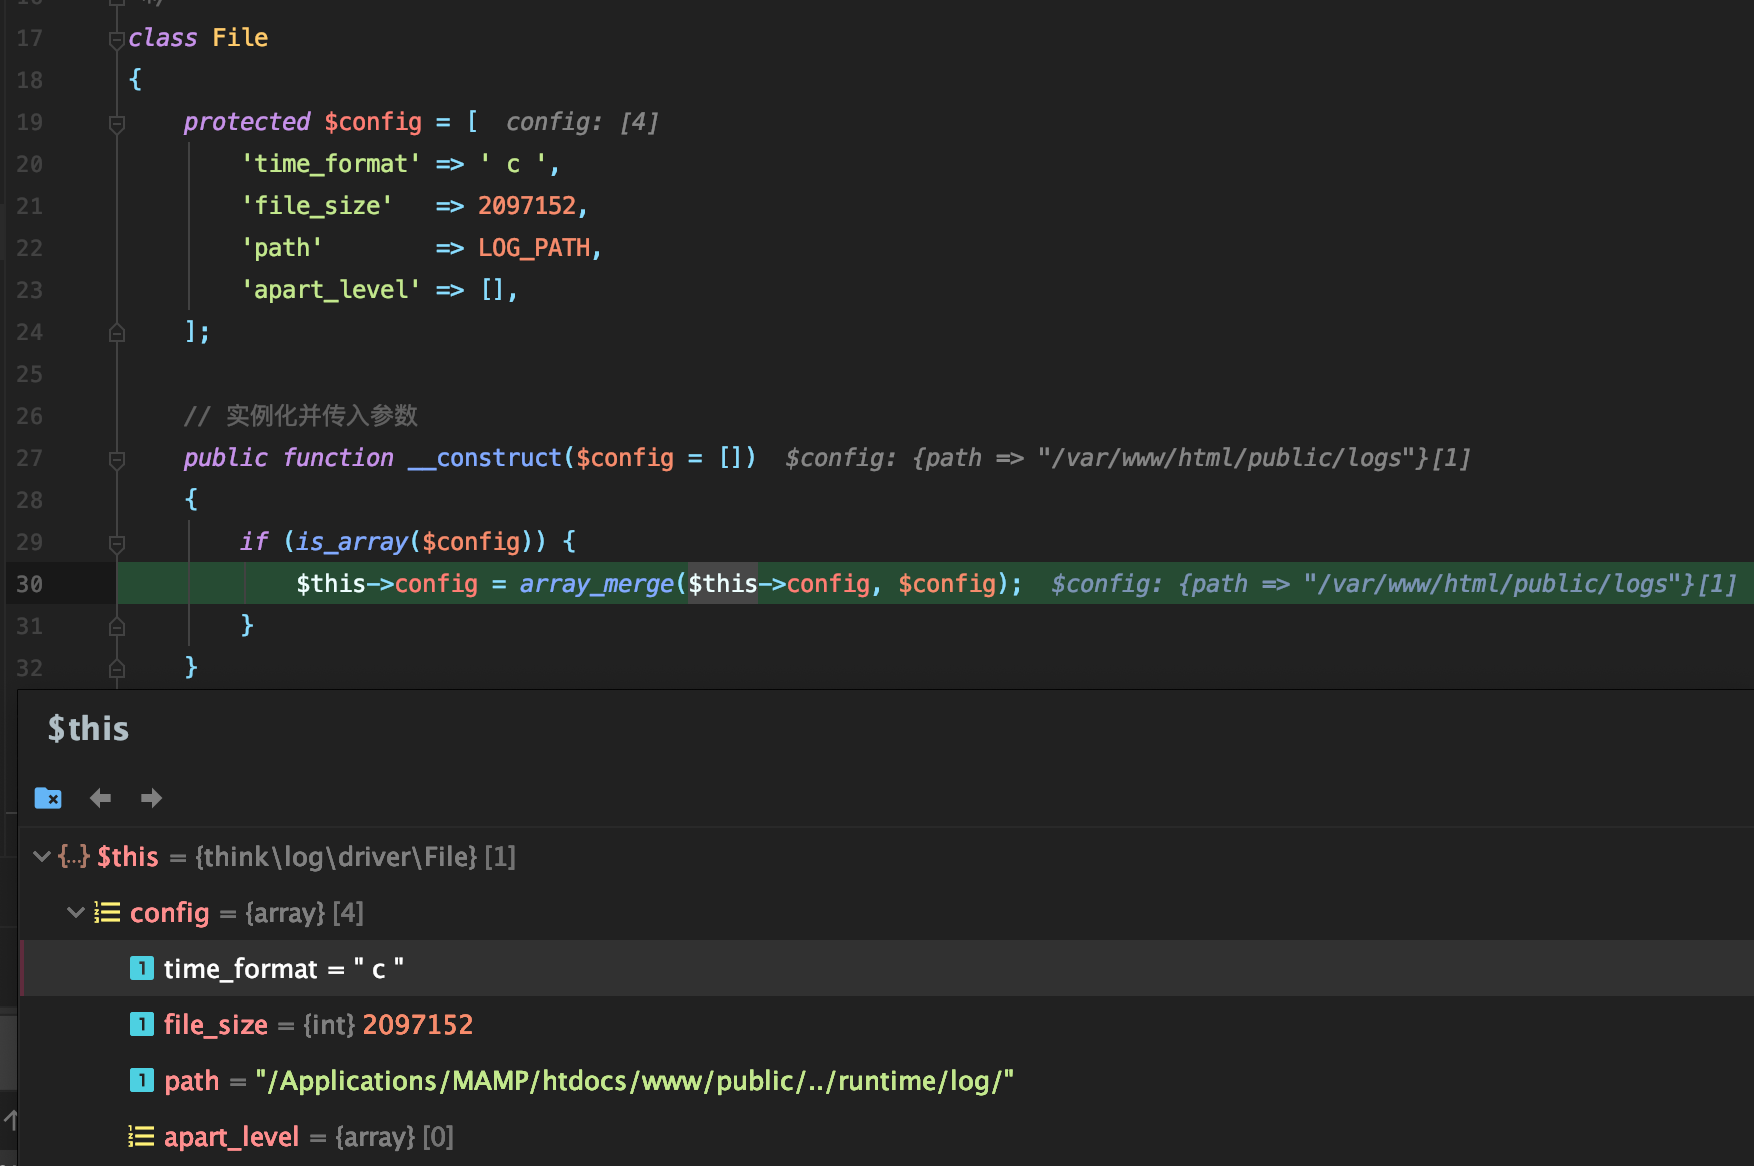 17 class File
18 {
19 protected $config = [ config: [4]
20 'time_format' => ' c ',
21 'file_size' => 2097152,
22 'path' => LOG_PATH,
23 'apart_level' => [],
24 ];
25
26 // 实例化并传入参数
27 public function __construct($config = []) $config: {path => "/var/www/html/public/logs"}[1]
28 {
29 if (is_array($config)) {
30 $this->config = array_merge($this->config, $config); $config: {path => "/var/www/html/public/logs"}[1]
31 }
32 }
$this
$this = {think\log\driver\File} [1]
config = {array} [4]
time_format = " c "
file_size = {int} 2097152
path = "/Applications/MAMP/htdocs/www/public/../runtime/log/"
apart_level = {array} [0]